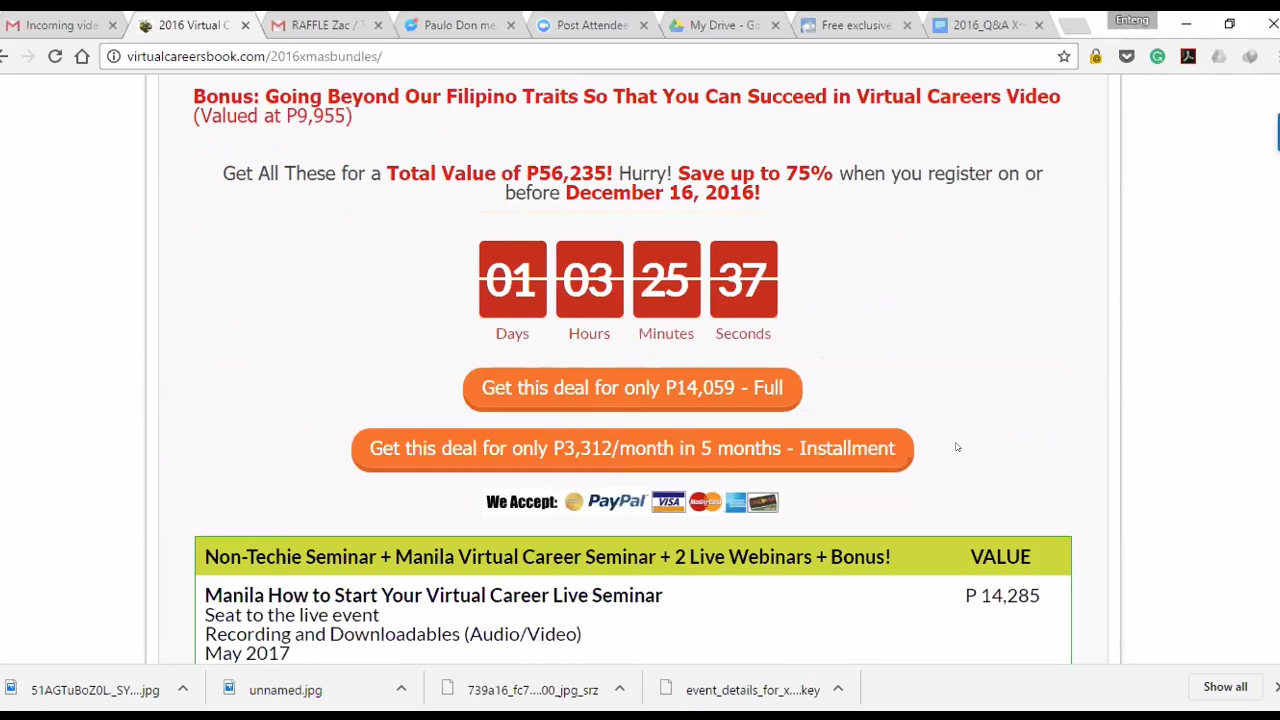 Incoming vide
2016 Virtual C
RAFFLE Zac / T
Paulo Don me
Post Attendee
My Drive - Go
Free exclusive
2016_Q&A Xm
Enteng
virtualcareersbook.com/2016xmasbundles/
Bonus: Going Beyond Our Filipino Traits So That You Can Succeed in Virtual Careers Video
(Valued at P9,955)
Get All These for a Total Value of P56,235! Hurry! Save up to 75% when you register on or
before December 16, 2016!
01 03 25 37
Days Hours Minutes Seconds
Get this deal for only P14,059 - Full
Get this deal for only P3,312/month in 5 months - Installment
We Accept: PayPal VISA MasterCard
Non-Techie Seminar + Manila Virtual Career Seminar + 2 Live Webinars + Bonus! VALUE
Manila How to Start Your Virtual Career Live Seminar P 14,285
Seat to the live event
Recording and Downloadables (Audio/Video)
May 2017
51AGTuBoZ0L._SY....jpg
unnamed.jpg
739a16_fc7....00_jpg_srz
event_details_for_x....key
Show all